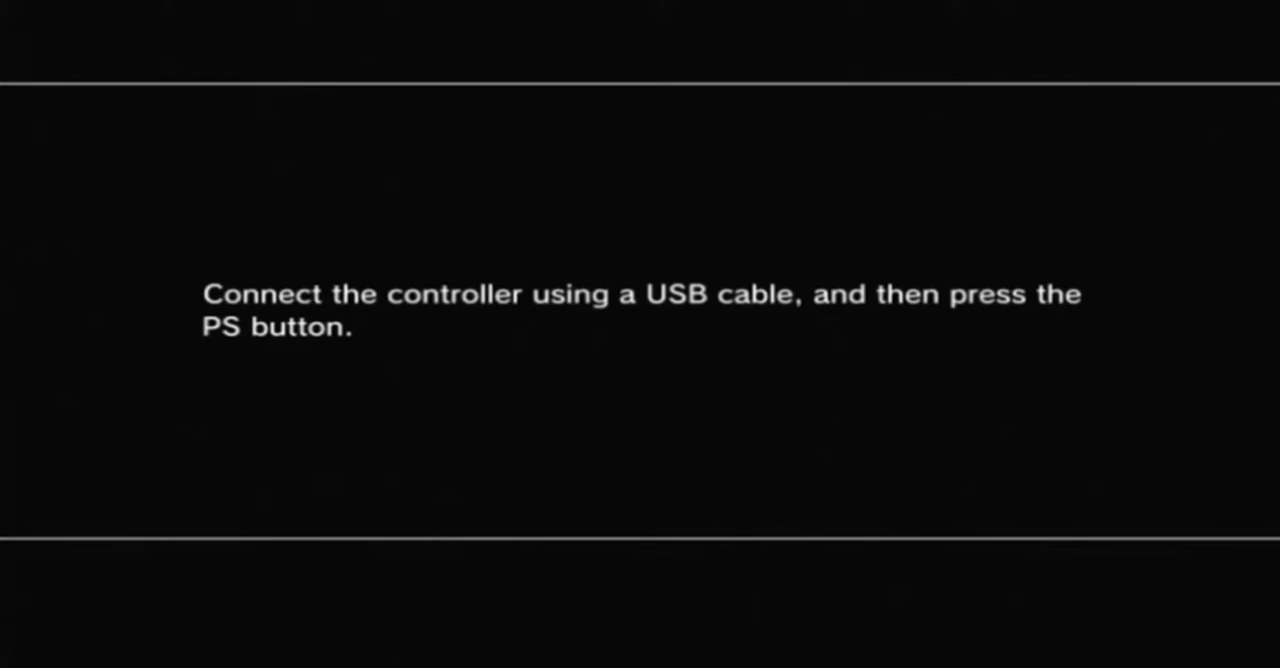 Connect the controller using a USB cable, and then press the
PS button.